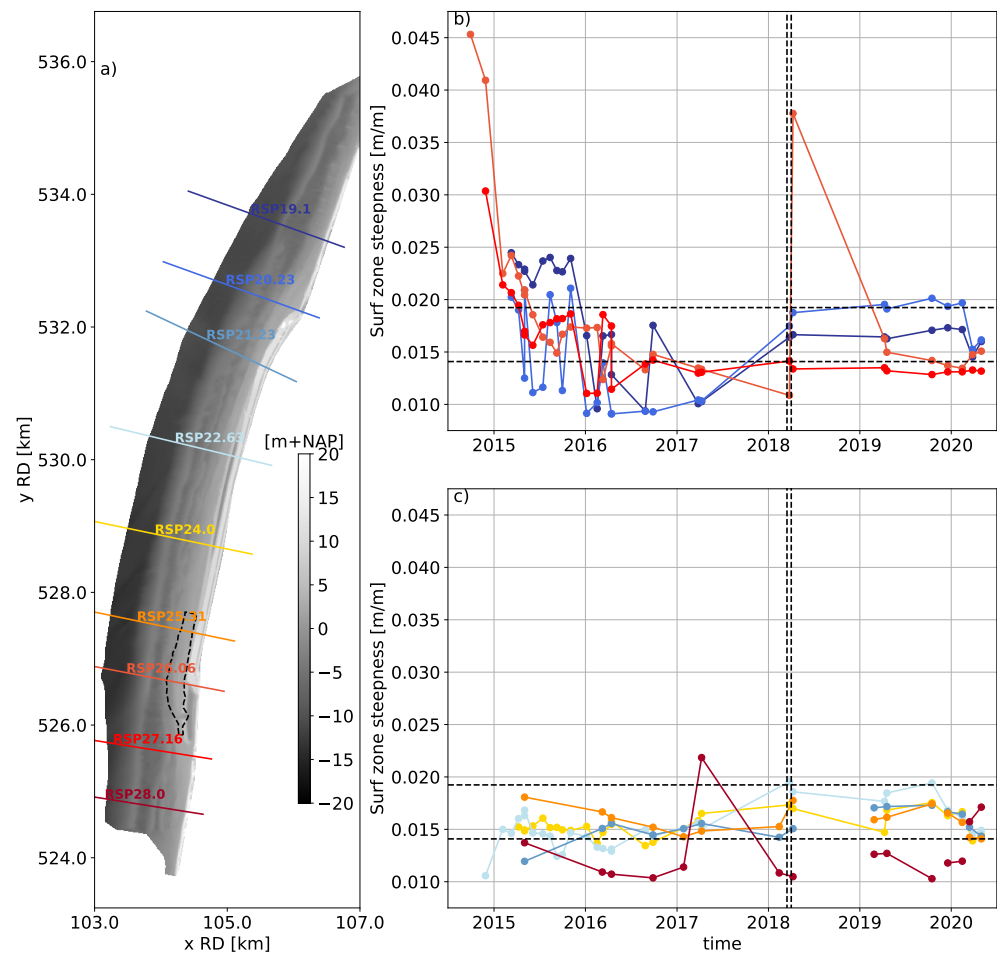 a)
536.0
534.0
532.0
530.0
528.0
526.0
524.0
y RD [km]
103.0
105.0
107.0
x RD [km]
RSP19.1
RSP20.23
RSP21.23
RSP22.63
RSP24.0
RSP25.31
RSP26.06
RSP27.16
RSP28.0
[m+NAP]
20
15
10
5
0
−5
−10
−15
−20
b)
0.045
0.040
0.035
0.030
0.025
0.020
0.015
0.010
Surf zone steepness [m/m]
2015
2016
2017
2018
2019
2020
c)
0.045
0.040
0.035
0.030
0.025
0.020
0.015
0.010
Surf zone steepness [m/m]
2015
2016
2017
2018
2019
2020
time